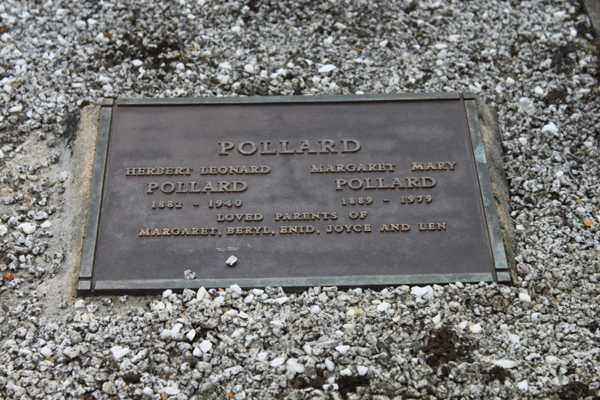 POLLARD
HERBERT LEONARD MARGARET MARY
POLLARD POLLARD
1882 - 1940 1889 - 1979
LOVED PARENTS OF
MARGARET, BERYL, ENID, JOYCE AND LEN